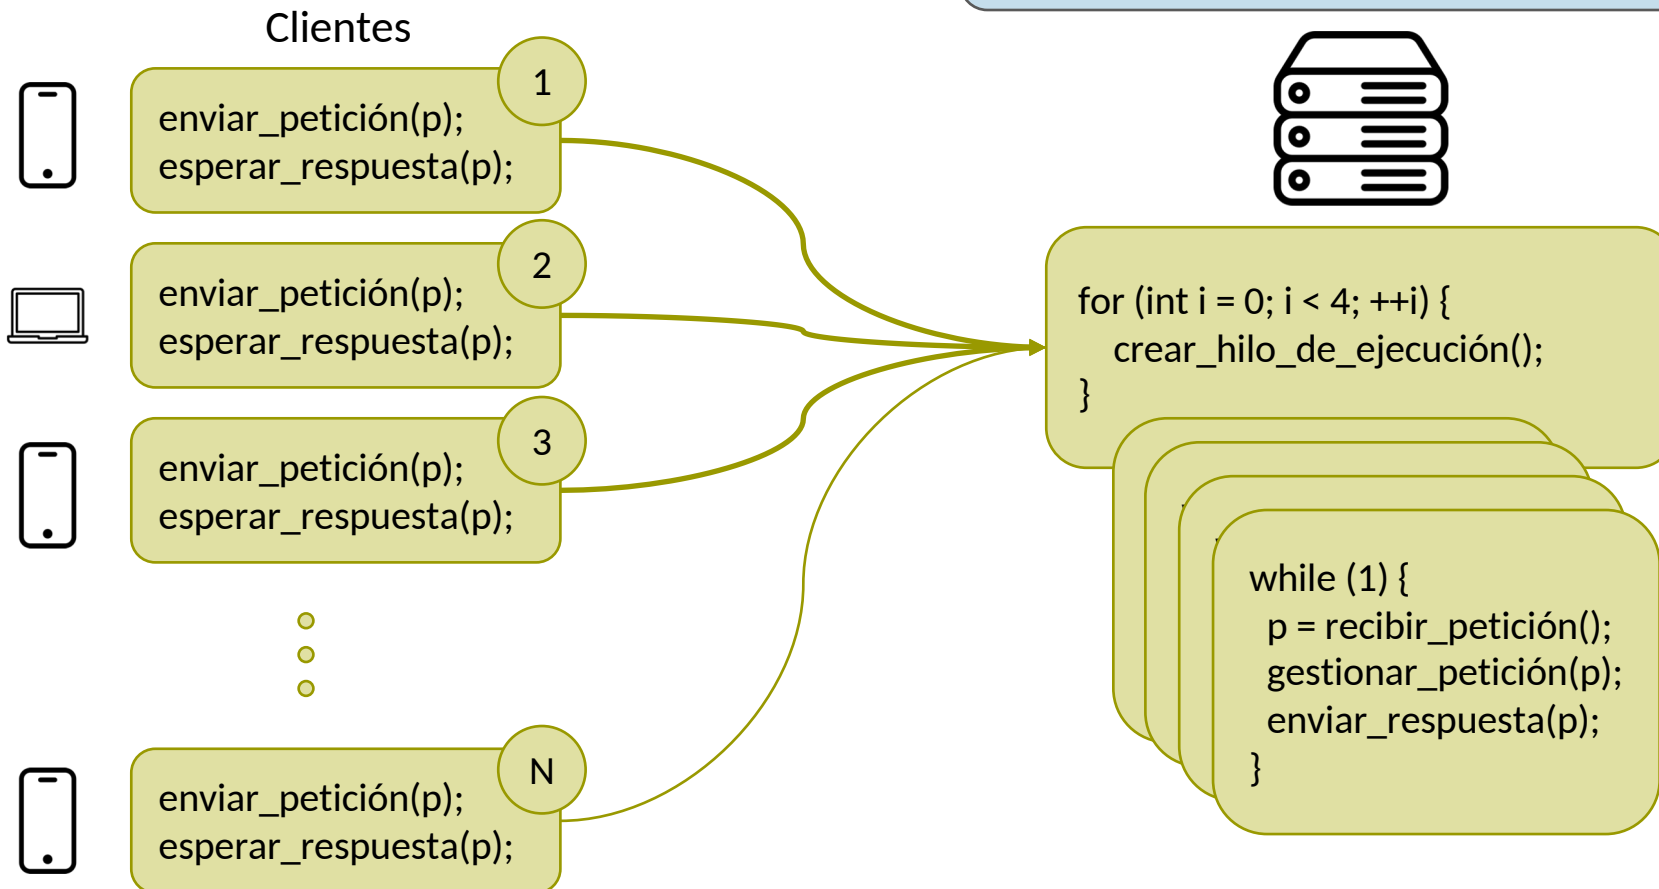 Clientes
1
enviar_petición(p);
esperar_respuesta(p);
2
enviar_petición(p);
esperar_respuesta(p);
3
enviar_petición(p);
esperar_respuesta(p);
N
enviar_petición(p);
esperar_respuesta(p);
for (int i = 0; i < 4; ++i) {
crear_hilo_de_ejecución();
}
while (1) {
p = recibir_petición();
gestionar_petición(p);
enviar_respuesta(p);
}